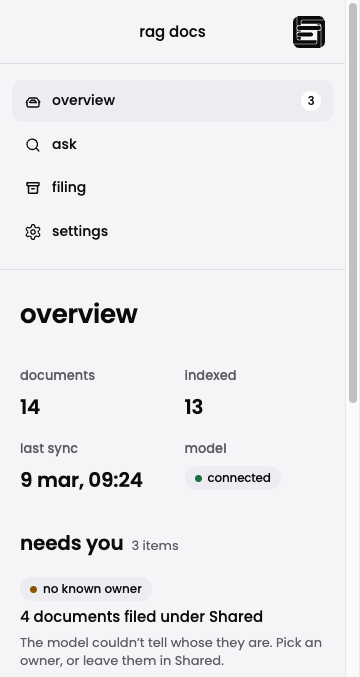 rag docs
overview
3
ask
filing
settings
overview
documents
indexed
14
13
last sync
model
9 mar, 09:24
connected
needs you 3 items
no known owner
4 documents filed under Shared
The model couldn’t tell whose they are. Pick an
owner, or leave them in Shared.